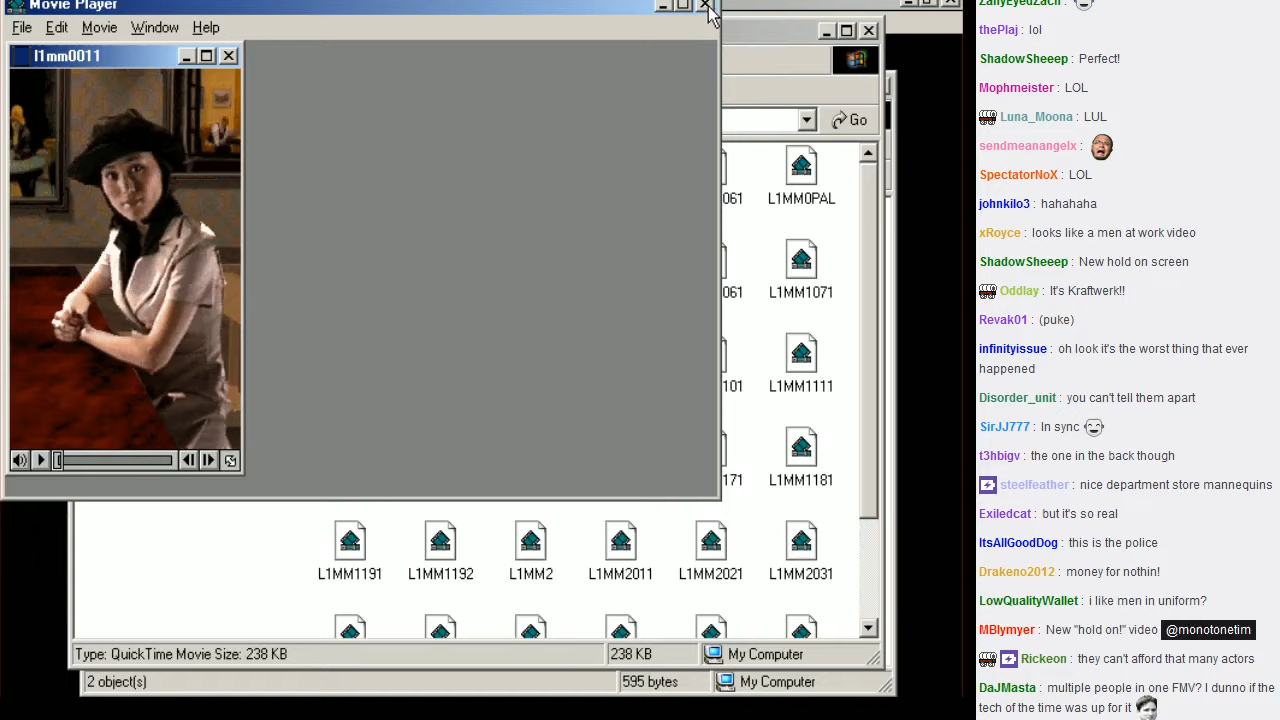 Movie Player
File Edit Movie Window Help
l1mm0011
Go
061 L1MM0PAL
061 L1MM1071
101 L1MM1111
171 L1MM1181
L1MM1191 L1MM1192 L1MM2 L1MM2011 L1MM2021 L1MM2031
Type: QuickTime Movie Size: 238 KB 238 KB My Computer
2 object(s) 595 bytes My Computer
ZanyEyedZach :
thePlaj : lol
ShadowSheeep : Perfect!
Mophmeister : LOL
Luna_Moona : LUL
sendmeanangelx :
SpectatorNoX : LOL
johnkilo3 : hahahaha
xRoyce : looks like a men at work video
ShadowSheeep : New hold on screen
Oddlay : It's Kraftwerk!!
Revak01 : (puke)
infinityissue : oh look it's the worst thing that ever
happened
Disorder_unit : you can't tell them apart
SirJJ777 : In sync
t3hbigv : the one in the back though
steelfeather : nice department store mannequins
Exiledcat : but it's so real
ItsAllGoodDog : this is the police
Drakeno2012 : money for nothin!
LowQualityWallet : i like men in uniform?
MBlymyer : New "hold on!" video @monotonetim
Rickeon : they can't afford that many actors
DaJMasta : multiple people in one FMV? I dunno if the
tech of the time was up for it